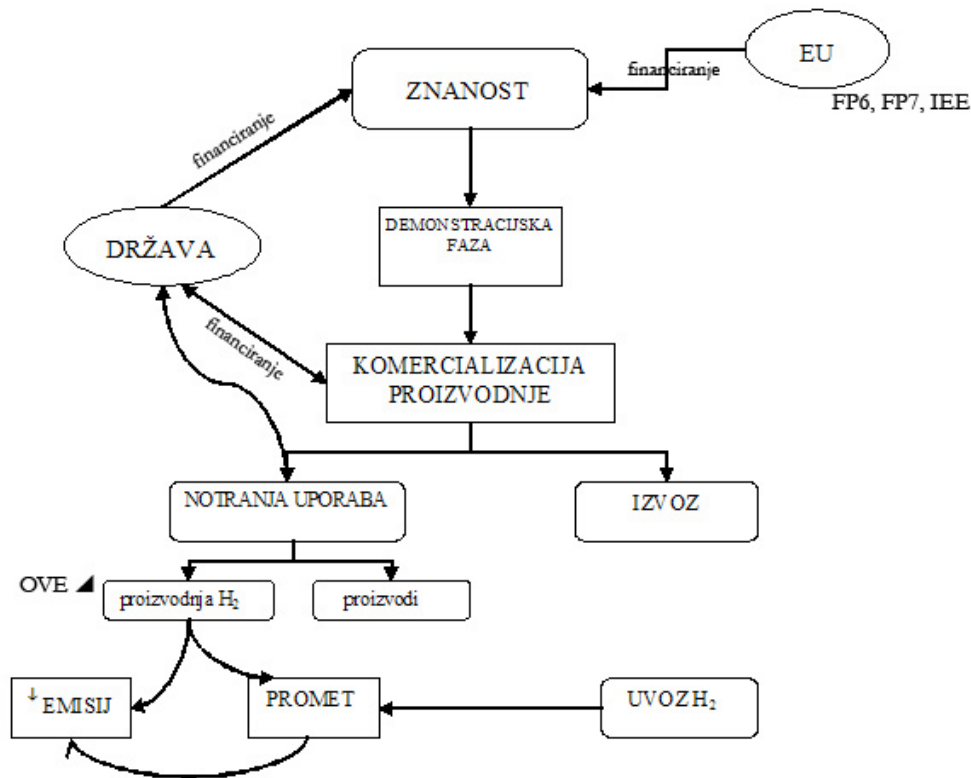 EU
financiranje
ZNANOST
FP6, FP7, IEE
financiranje
DEMONSTRACIJSKA
FAZA
DRŽAVA
financiranje
KOMERCIALIZACIJA
PROIZVODNJE
NOTRANJA UPORABA
IZVOZ
OVE
proizvodnja H₂
proizvodi
↓ EMISIJ
PROMET
UVOZ H₂